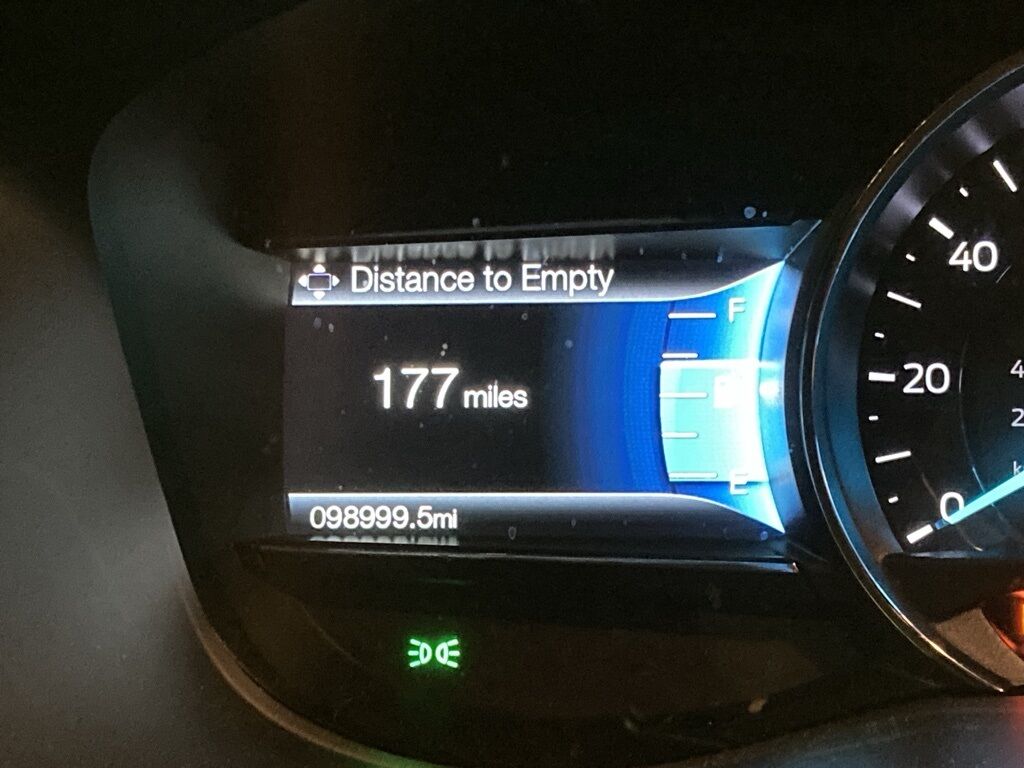 Distance to Empty
F
177 miles
E
098999.5mi
40
20
0